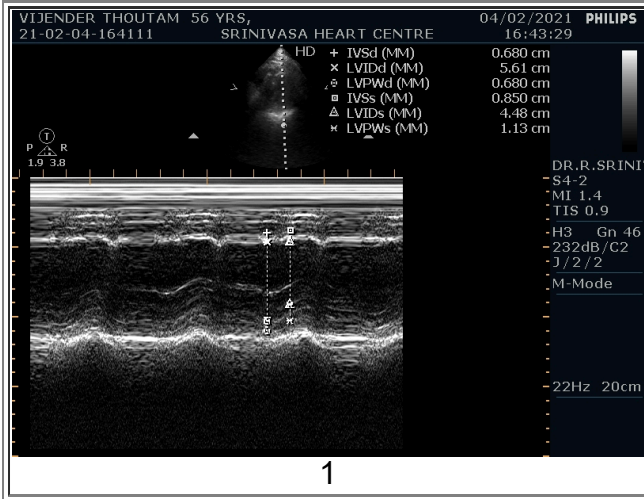 VIJENDER THOUTAM 56 YRS, 04/02/2021 PHILIPS
21-02-04-164111 SRINIVASA HEART CENTRE 16:43:29
HD
IVSd (MM) 0.680 cm
LVIDd (MM) 5.61 cm
LVPWd (MM) 0.680 cm
IVSs (MM) 0.850 cm
LVIDs (MM) 4.48 cm
LVPWs (MM) 1.13 cm
T
P R
1.9 3.8
DR.R.SRINI
S4-2
MI 1.4
TIS 0.9
H3 Gn 46
232dB/C2
J/2/2
M-Mode
22Hz 20cm
1